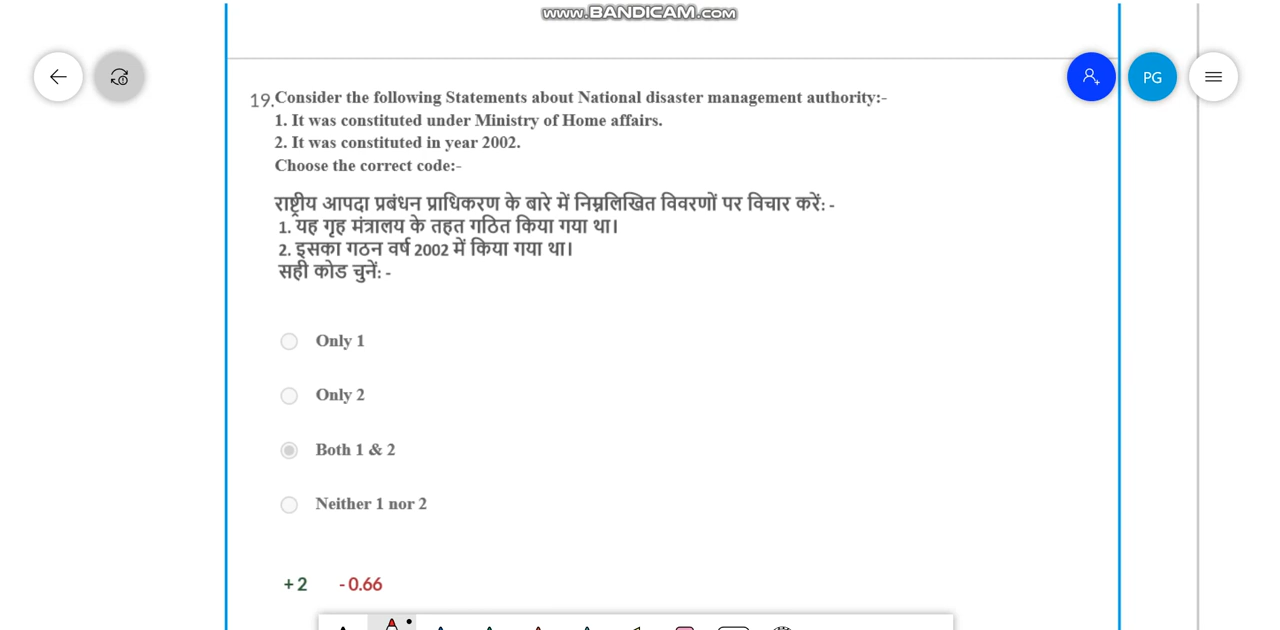 www.BANDICAM.com
PG
19. Consider the following Statements about National disaster management authority:-
1. It was constituted under Ministry of Home affairs.
2. It was constituted in year 2002.
Choose the correct code:-
राष्ट्रीय आपदा प्रबंधन प्राधिकरण के बारे में निम्नलिखित विवरणों पर विचार करें: -
1. यह गृह मंत्रालय के तहत गठित किया गया था।
2. इसका गठन वर्ष 2002 में किया गया था।
सही कोड चुनें: -
Only 1
Only 2
Both 1 & 2
Neither 1 nor 2
+ 2 - 0.66